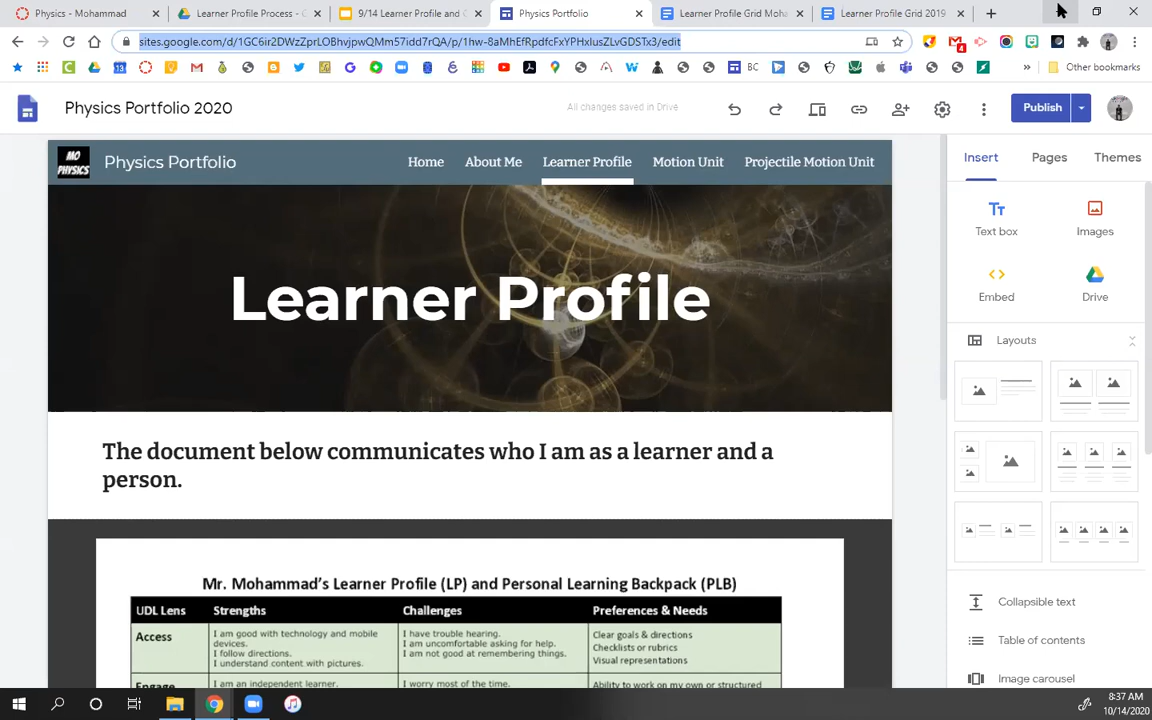 Physics - Mohammad
Learner Profile Process - G
9/14 Learner Profile and G
Physics Portfolio
Learner Profile Grid Moha
Learner Profile Grid 2019
sites.google.com/d/1GC6ir2DWzZprLOBhvjpwQMm57idd7rQA/p/1hw-8aMhEfRpdfcFxYPHxlusZLvGDSTx3/edit
BC
Other bookmarks
Physics Portfolio 2020
All changes saved in Drive
Publish
MO PHYSICS
Physics Portfolio
Home
About Me
Learner Profile
Motion Unit
Projectile Motion Unit
Insert
Pages
Themes
Text box
Images
Embed
Drive
Layouts
Collapsible text
Table of contents
Image carousel
Learner Profile
The document below communicates who I am as a learner and a
person.
Mr. Mohammad's Learner Profile (LP) and Personal Learning Backpack (PLB)
UDL Lens
Strengths
Challenges
Preferences & Needs
Access
I am good with technology and mobile
devices.
I follow directions.
I understand content with pictures.
I have trouble hearing.
I am uncomfortable asking for help.
I am not good at remembering things.
Clear goals & directions
Checklists or rubrics
Visual representations
Engage
I am an independent learner.
I worry most of the time.
Ability to work on my own or structured
8:37 AM
10/14/2020